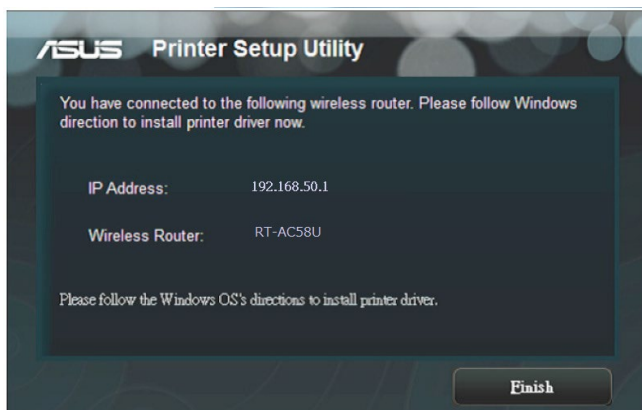 ASUS Printer Setup Utility
You have connected to the following wireless router. Please follow Windows
direction to install printer driver now.
IP Address: 192.168.50.1
Wireless Router: RT-AC58U
Please follow the Windows OS's directions to install printer driver.
Finish